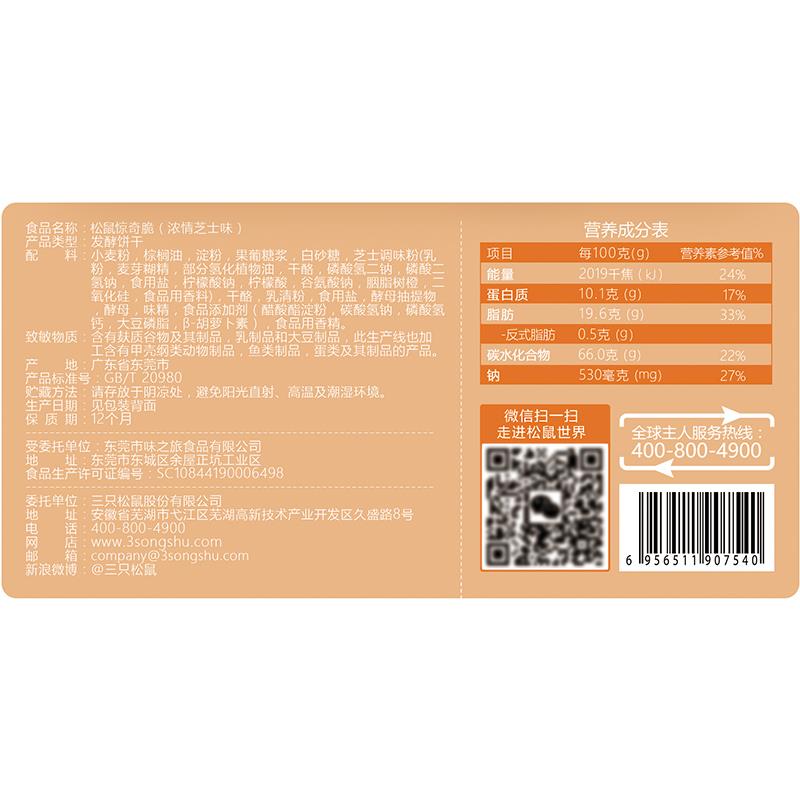 食品名称：松鼠惊奇脆（浓情芝士味）
产品类型：发酵饼干
配 料：小麦粉，棕榈油，淀粉，果葡糖浆，白砂糖，芝士调味粉(乳
粉，麦芽糊精，部分氢化植物油，干酪，磷酸氢二钠，磷酸二
氢钠，食用盐，柠檬酸钠，柠檬酸，谷氨酸钠，胭脂树橙，二
氧化硅，食品用香料)，干酪，乳清粉，食用盐，酵母抽提物
，酵母，味精，食品添加剂（醋酸酯淀粉，碳酸氢钠，磷酸氢
钙，大豆磷脂，β-胡萝卜素），食品用香精。
致敏物质：含有麸质谷物及其制品，乳制品和大豆制品，此生产线也加
工含有甲壳纲类动物制品，鱼类制品，蛋类及其制品的产品。
产 地：广东省东莞市
产品标准号：GB/T 20980
贮藏方法：请存放于阴凉处，避免阳光直射、高温及潮湿环境。
生产日期：见包装背面
保 质 期：12个月
受委托单位：东莞市味之旅食品有限公司
地 址：东莞市东城区余屋正坑工业区
食品生产许可证编号：SC10844190006498
委托单位：三只松鼠股份有限公司
地 址：安徽省芜湖市弋江区芜湖高新技术产业开发区久盛路8号
电 话：400-800-4900
网 店：www.3songshu.com
邮 箱：company@3songshu.com
新浪微博：@三只松鼠
营养成分表
项目 每100克(g) 营养素参考值%
能量 2019千焦（kJ） 24%
蛋白质 10.1克 (g) 17%
脂肪 19.6克 (g) 33%
-反式脂肪 0.5克 (g)
碳水化合物 66.0克 (g) 22%
钠 530毫克 (mg) 27%
微信扫一扫
走进松鼠世界
全球主人服务热线：
400-800-4900
6 956511 907540